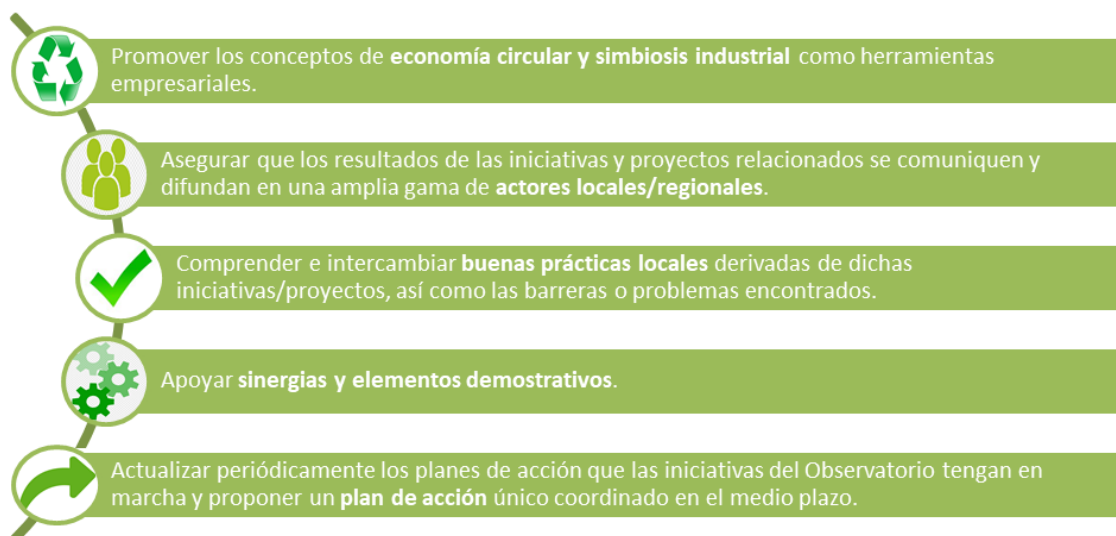 Promover los conceptos de economía circular y simbiosis industrial como herramientas
empresariales.
Asegurar que los resultados de las iniciativas y proyectos relacionados se comuniquen y
difundan en una amplia gama de actores locales/regionales.
Comprender e intercambiar buenas prácticas locales derivadas de dichas
iniciativas/proyectos, así como las barreras o problemas encontrados.
Apoyar sinergias y elementos demostrativos.
Actualizar periódicamente los planes de acción que las iniciativas del Observatorio tengan en
marcha y proponer un plan de acción único coordinado en el medio plazo.